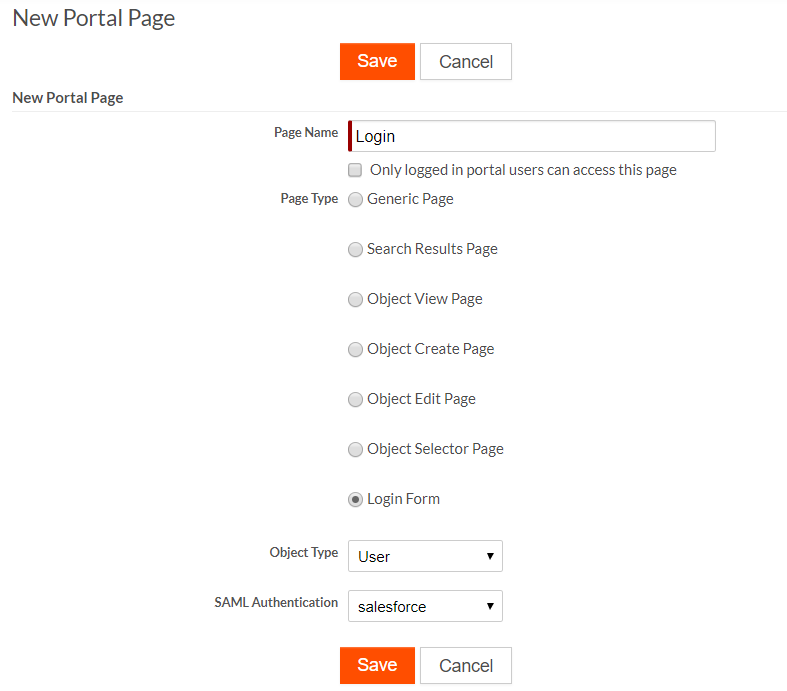 New Portal Page
Save Cancel
New Portal Page
Page Name Login
Only logged in portal users can access this page
Page Type Generic Page
Search Results Page
Object View Page
Object Create Page
Object Edit Page
Object Selector Page
Login Form
Object Type User
SAML Authentication salesforce
Save Cancel